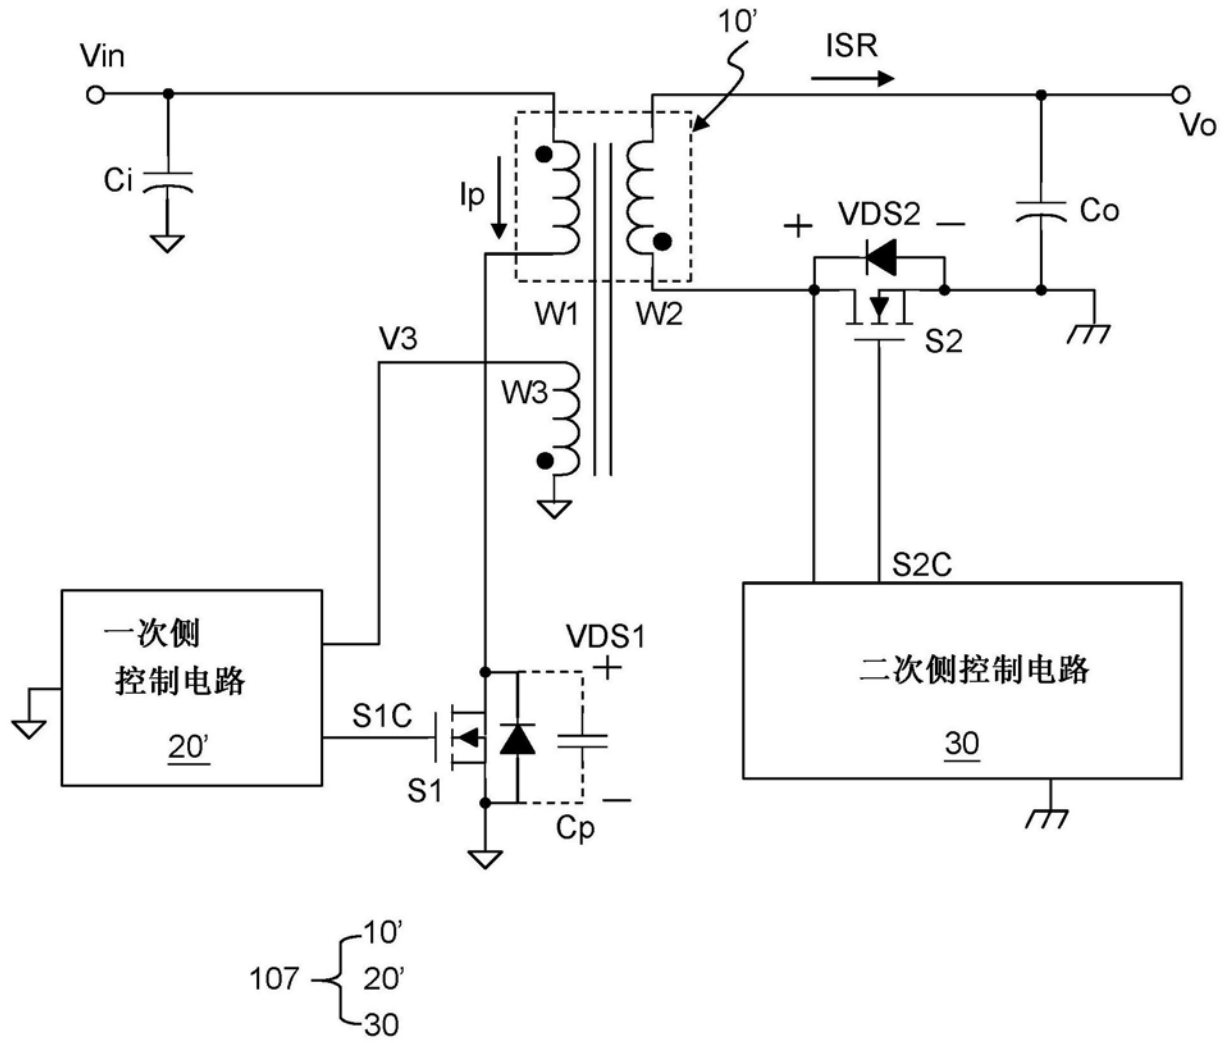 10’
ISR
Vin
Vo
Ci
Ip
Co
+ VDS2 −
W1
W2
S2
V3
W3
S2C
一次侧
控制电路
20’
VDS1
+
二次侧控制电路
30
S1C
S1
−
Cp
10’
107
20’
30